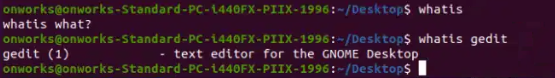 onworks@onworks-Standard-PC-i440FX-PIIX-1996:~/Desktop$ whatis
whatis what?
onworks@onworks-Standard-PC-i440FX-PIIX-1996:~/Desktop$ whatis gedit
gedit (1)            - text editor for the GNOME Desktop
onworks@onworks-Standard-PC-i440FX-PIIX-1996:~/Desktop$